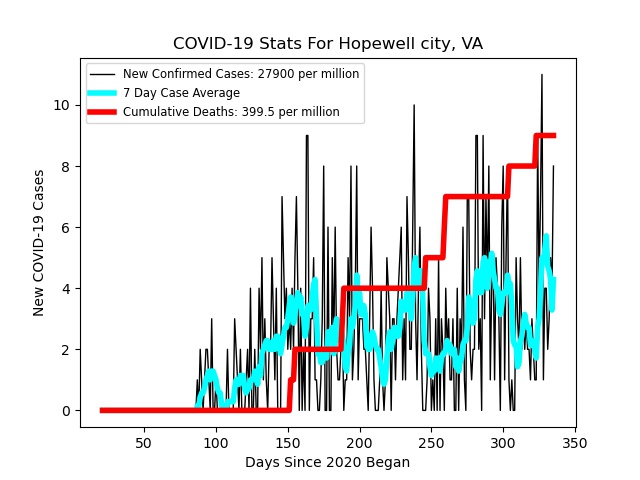 COVID-19 Stats For Hopewell city, VA
New Confirmed Cases: 27900 per million
7 Day Case Average
Cumulative Deaths: 399.5 per million
New COVID-19 Cases
10
8
6
4
2
0
50 100 150 200 250 300 350
Days Since 2020 Began